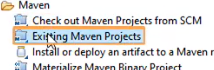 Maven
Check out Maven Projects from SCM
Existing Maven Projects
Install or deploy an artifact to a Maven r
Materialize Maven Binary Project